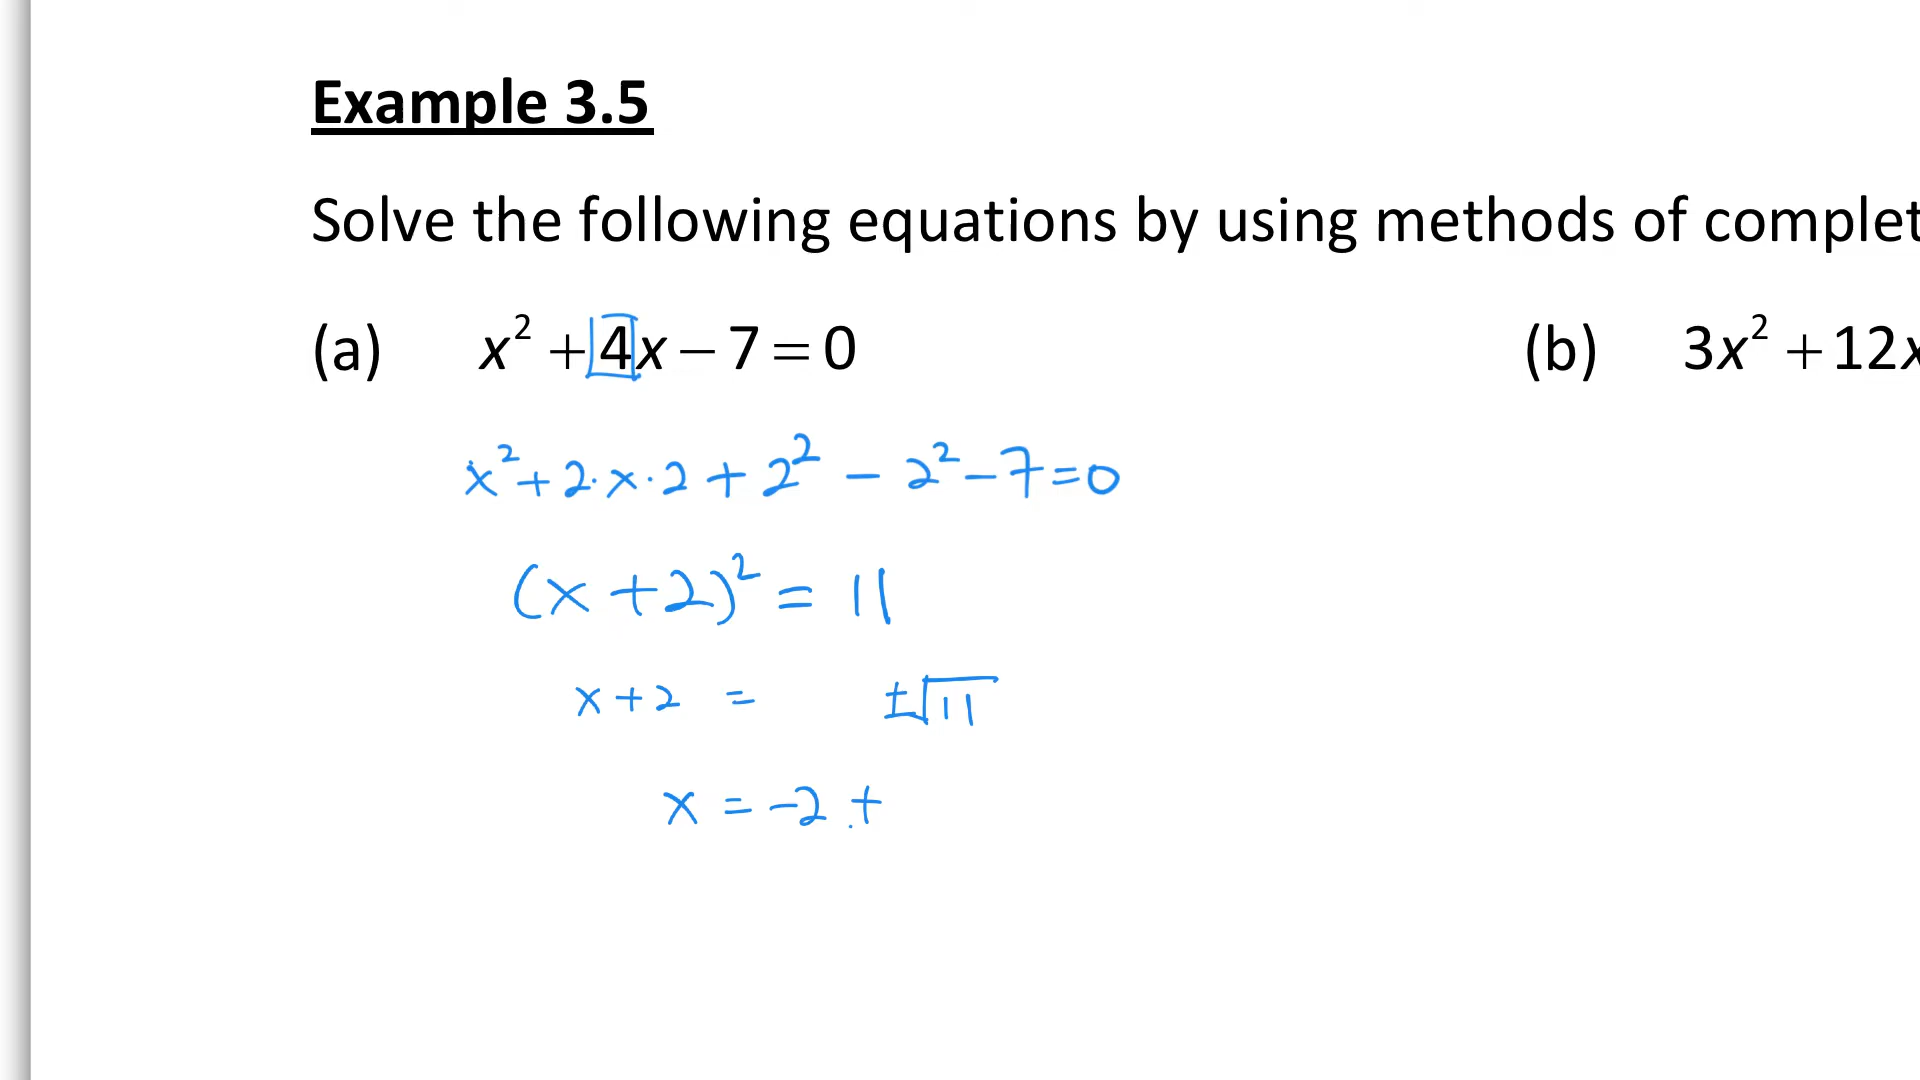 Example 3.5
Solve the following equations by using methods of complet
(a) x² + 4x − 7 = 0 (b) 3x² + 12x
x² + 2·x·2 + 2² − 2² − 7 = 0
(x + 2)² = 11
x + 2 = ±√11
x = −2 +